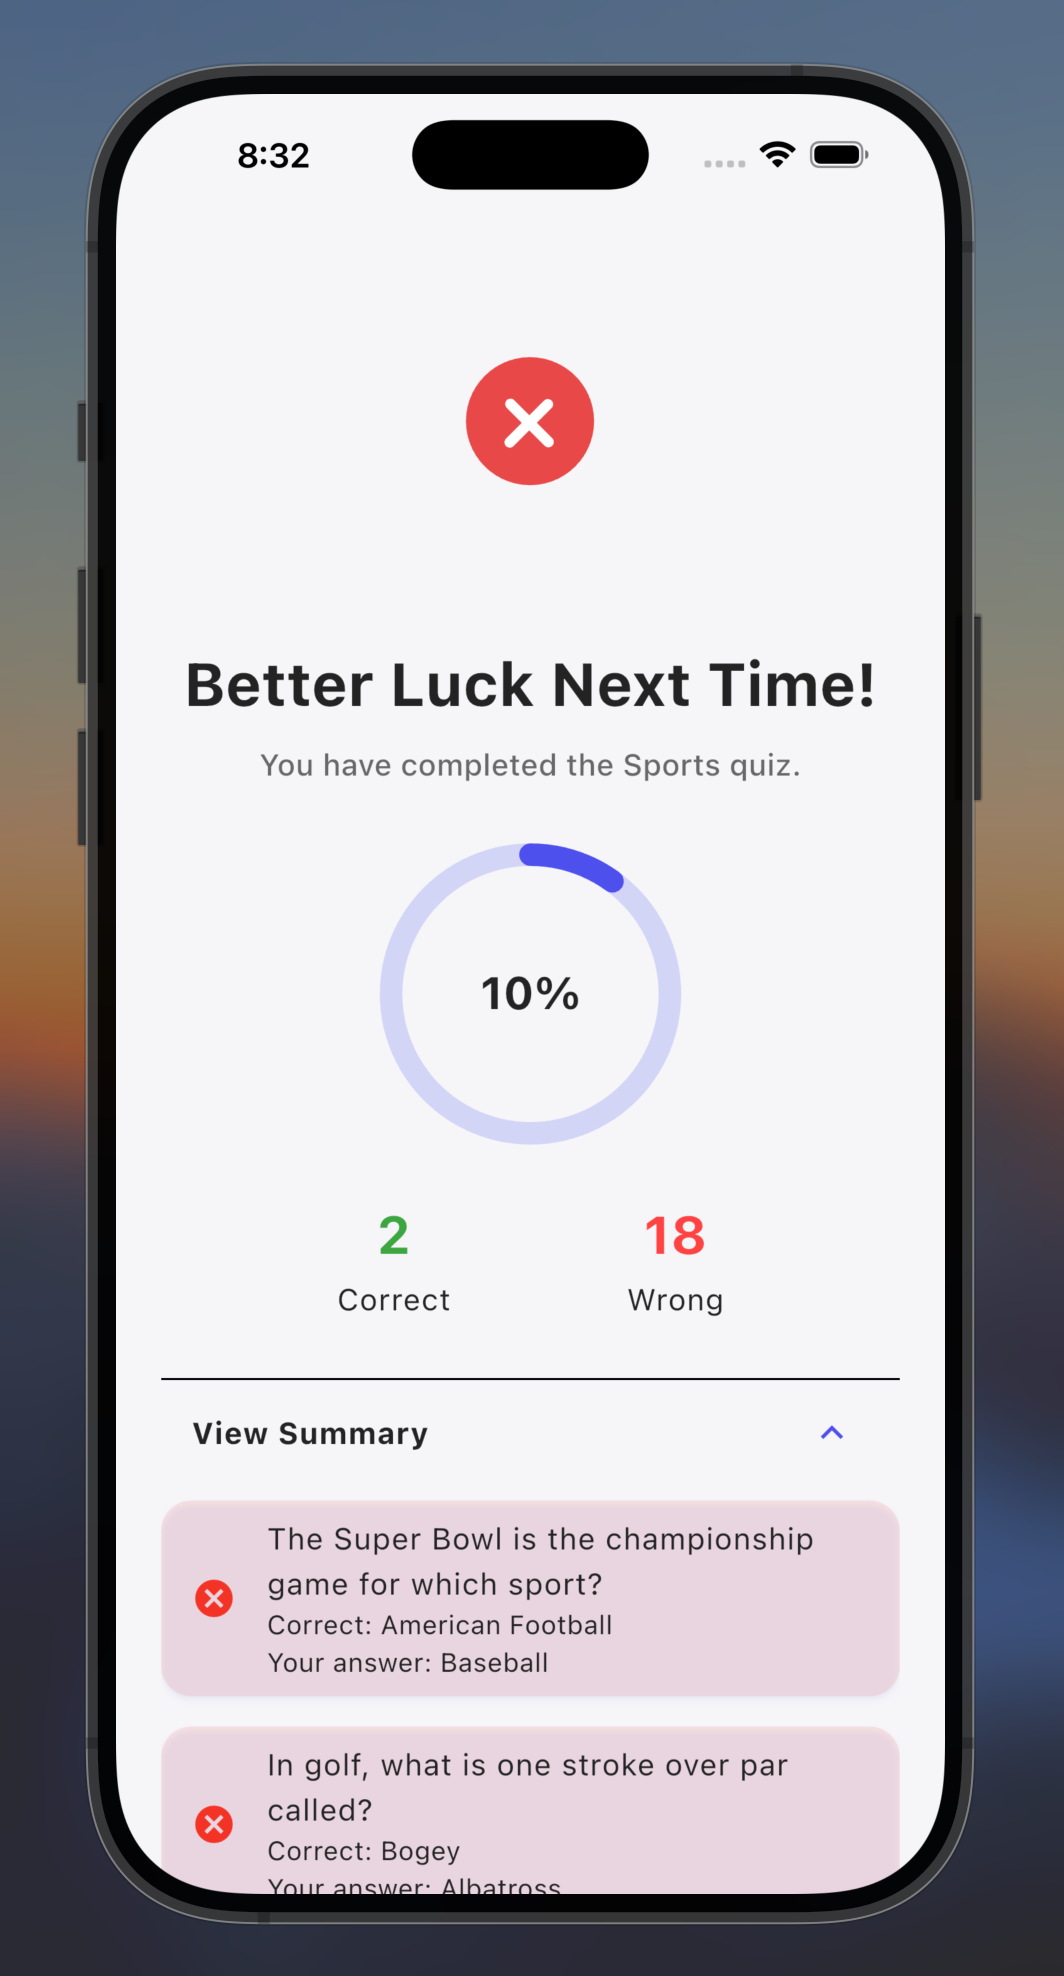 8:32
Better Luck Next Time!
You have completed the Sports quiz.
10%
2
18
Correct
Wrong
View Summary
The Super Bowl is the championship
game for which sport?
Correct: American Football
Your answer: Baseball
In golf, what is one stroke over par
called?
Correct: Bogey
Your answer: Albatross